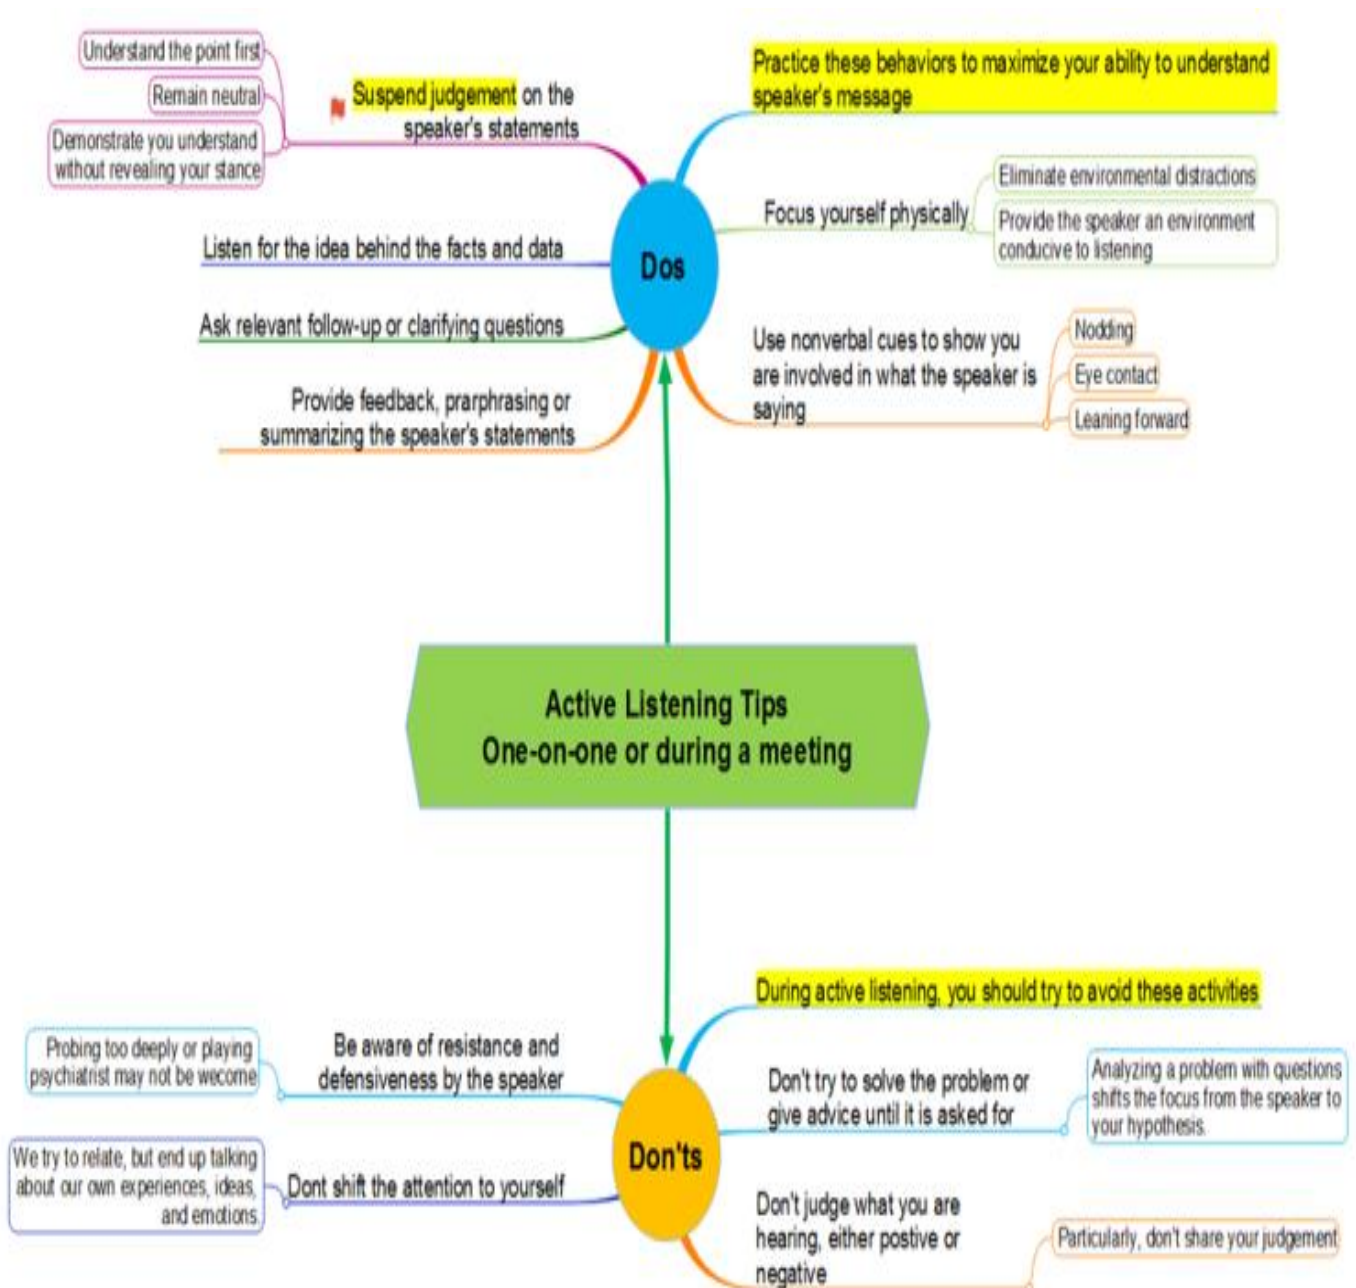 Understand the point first
Remain neutral
Demonstrate you understand
without revealing your stance
Suspend judgement on the
speaker's statements
Listen for the idea behind the facts and data
Ask relevant follow-up or clarifying questions
Provide feedback, prarphrasing or
summarizing the speaker's statements
Dos
Practice these behaviors to maximize your ability to understand
speaker's message
Focus yourself physically
Eliminate environmental distractions
Provide the speaker an environment
conducive to listening
Use nonverbal cues to show you
are involved in what the speaker is
saying
Nodding
Eye contact
Leaning forward
Active Listening Tips
One-on-one or during a meeting
Probing too deeply or playing
psychiatrist may not be wecome
Be aware of resistance and
defensiveness by the speaker
We try to relate, but end up talking
about our own experiences, ideas,
and emotions.
Dont shift the attention to yourself
Don'ts
During active listening, you should try to avoid these activities
Don't try to solve the problem or
give advice until it is asked for
Analyzing a problem with questions
shifts the focus from the speaker to
your hypothesis.
Don't judge what you are
hearing, either postive or
negative
Particularly, don't share your judgement